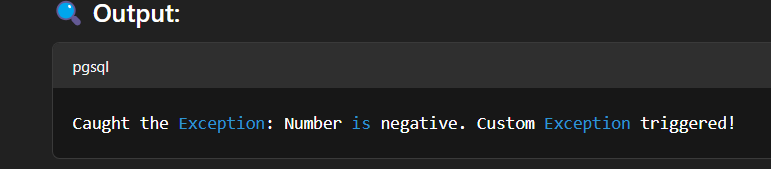 🔍 Output:
pgsql
Caught the Exception: Number is negative. Custom Exception triggered!